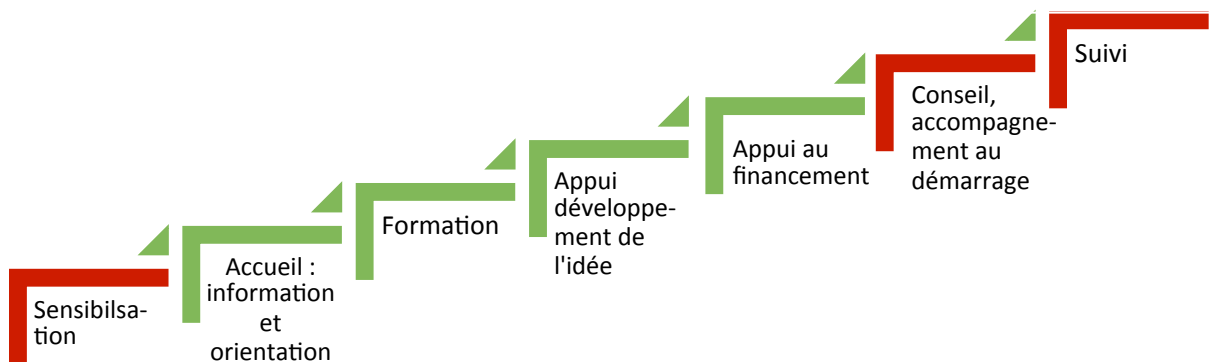 Sensibilsa-
tion
Accueil :
information
et
orientation
Formation
Appui
développe-
ment de
l'idée
Appui au
financement
Conseil,
accompagne-
ment au
démarrage
Suivi